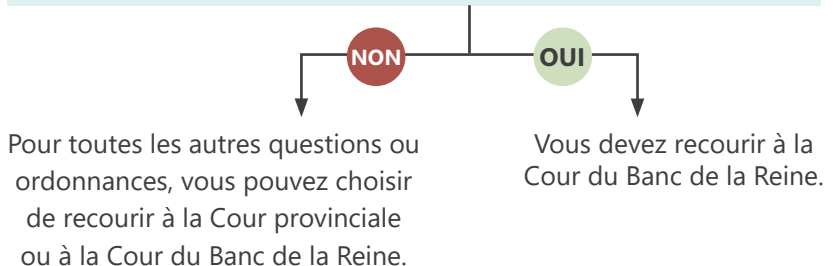 NON
OUI
Pour toutes les autres questions ou
ordonnances, vous pouvez choisir
de recourir à la Cour provinciale
ou à la Cour du Banc de la Reine.
Vous devez recourir à la
Cour du Banc de la Reine.